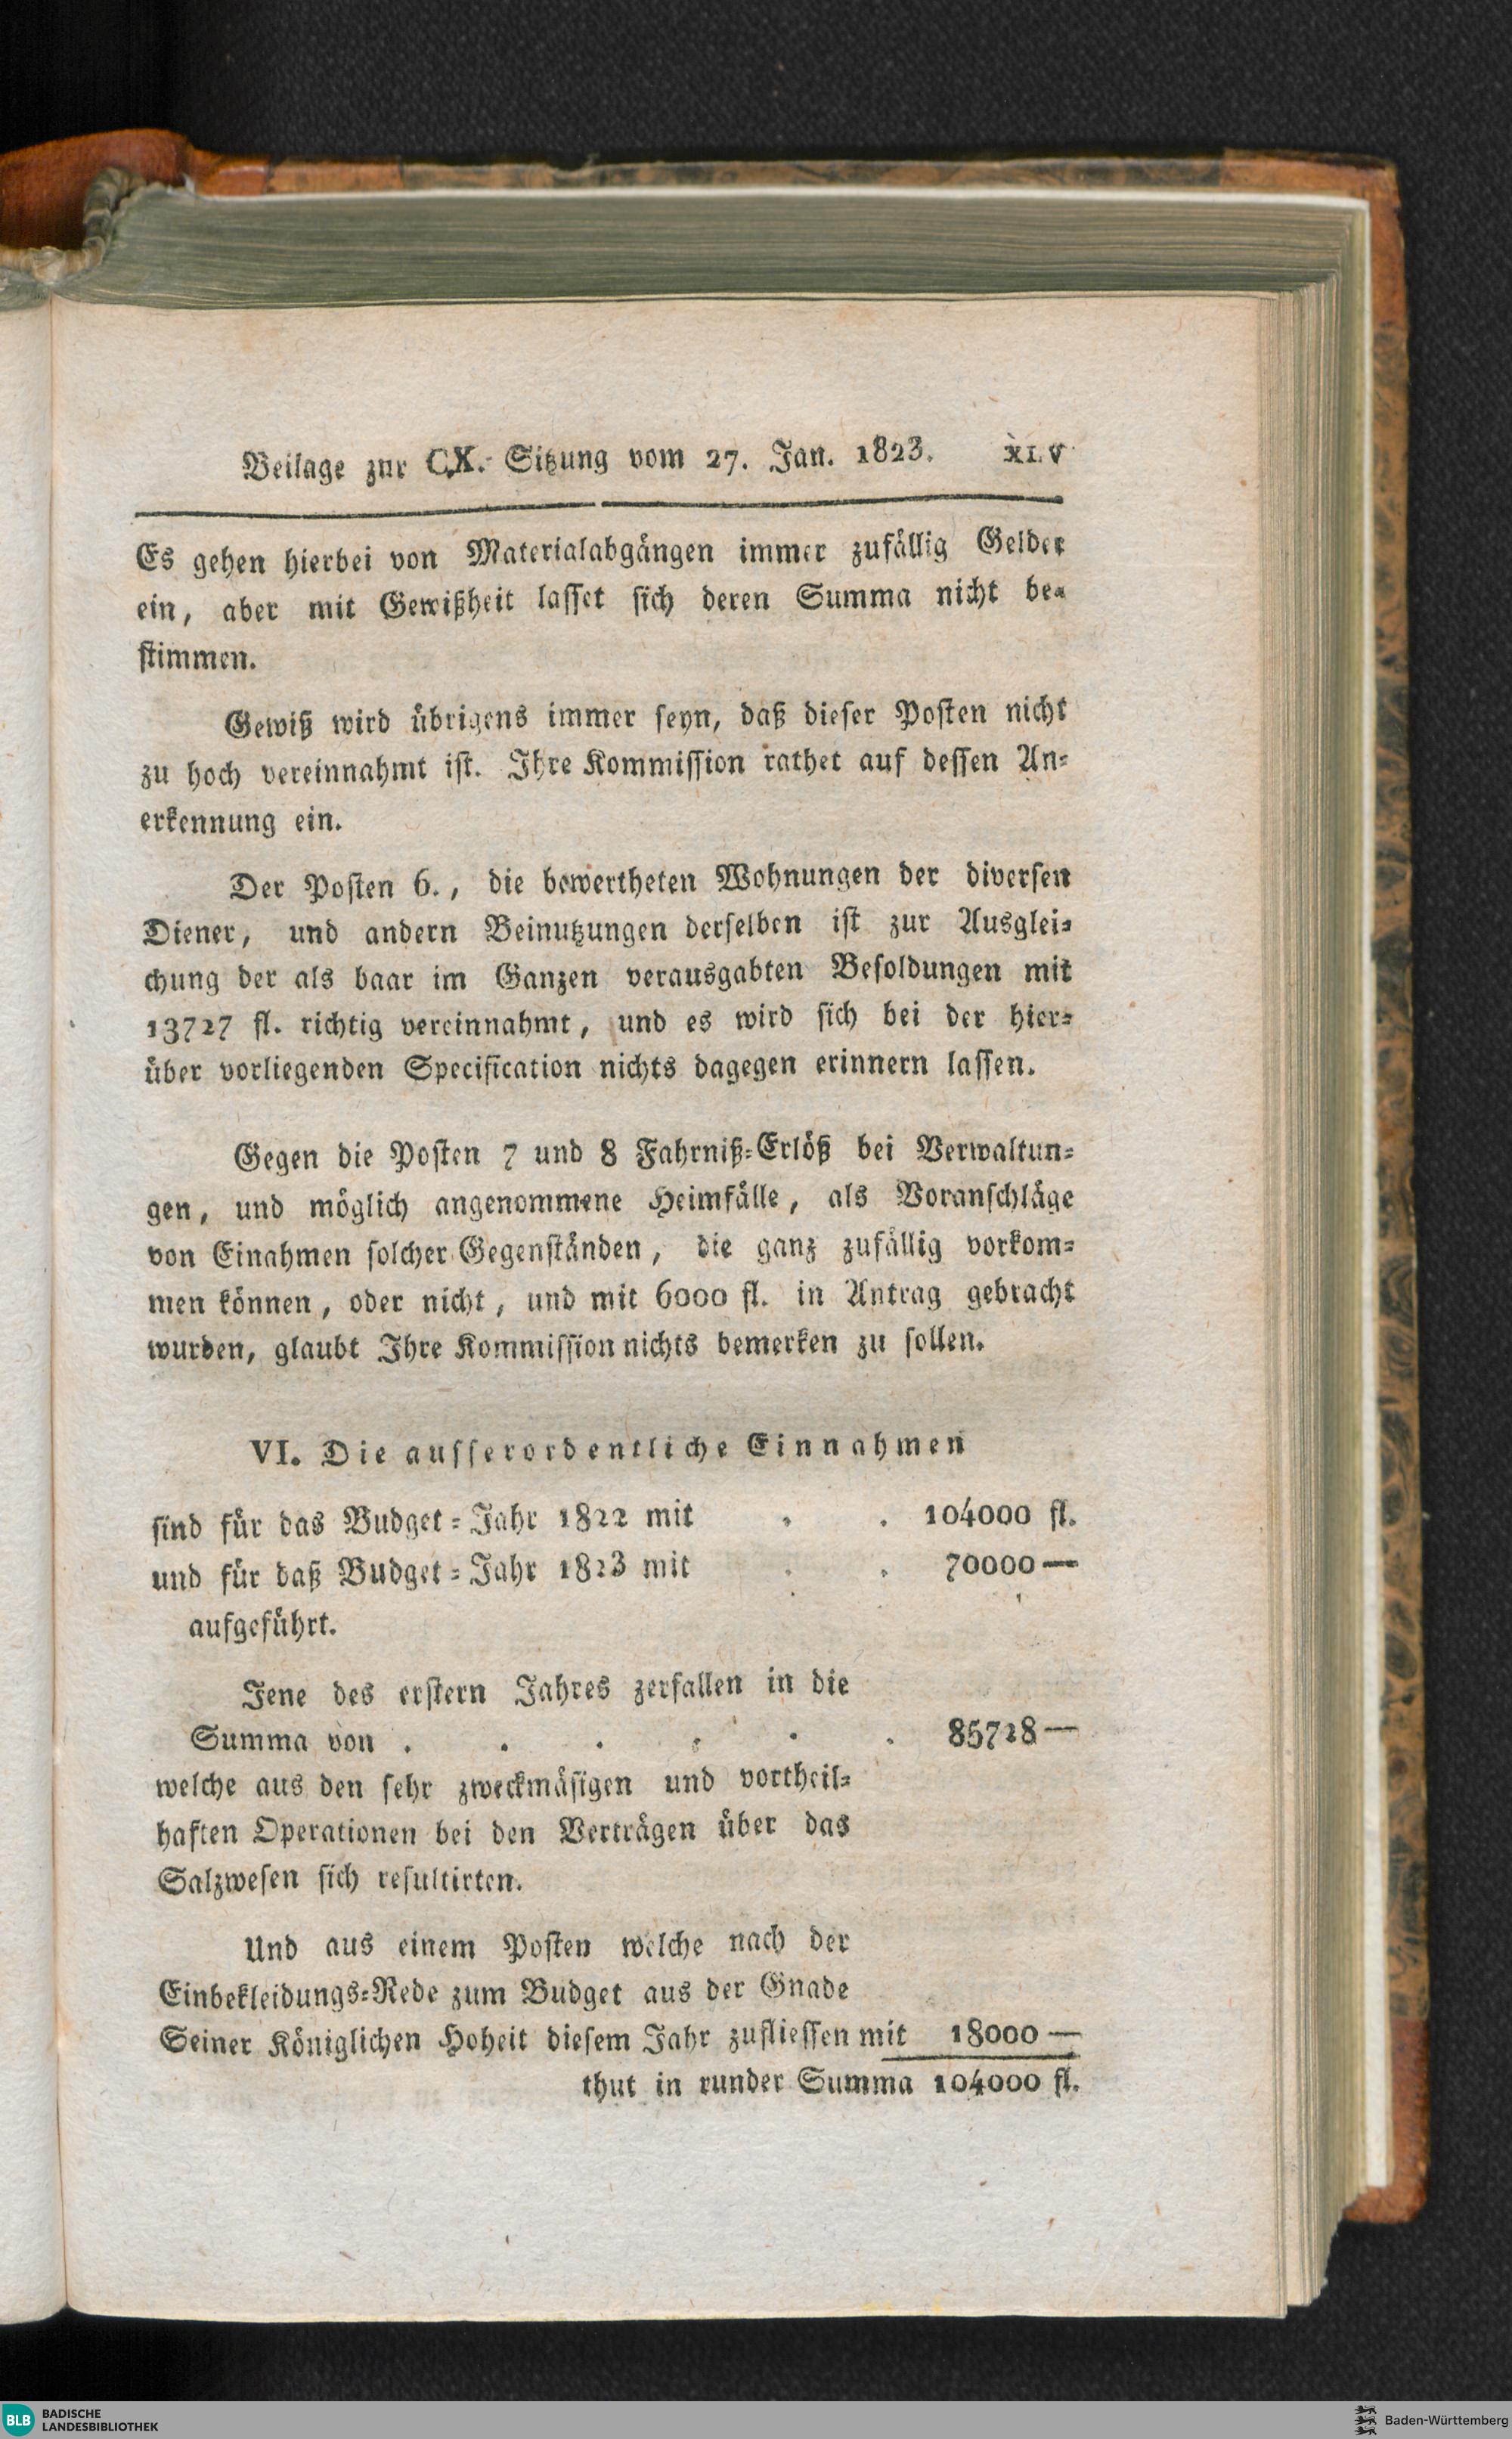 Beilage zur CX. Sitzung vom 27. Jan. 1823. XLV
Es gehen hierbei von Materialabgängen immer zufällig Gelder
ein, aber mit Gewißheit lasset sich deren Summa nicht be-
stimmen.
Gewiß wird übrigens immer seyn, daß dieser Posten nicht
zu hoch vereinnahmt ist. Ihre Kommission rathet auf dessen An-
erkennung ein.
Der Posten 6., die bewertheten Wohnungen der diversen
Diener, und andern Beinutzungen derselben ist zur Ausglei-
chung der als baar im Ganzen verausgabten Besoldungen mit
13727 fl. richtig vereinnahmt, und es wird sich bei der hier-
über vorliegenden Specification nichts dagegen erinnern lassen.
Gegen die Posten 7 und 8 Fahrniß-Erlöß bei Verwaltun-
gen, und möglich angenommene Heimfälle, als Voranschläge
von Einahmen solcher Gegenständen, die ganz zufällig vorkom-
men können, oder nicht, und mit 6000 fl. in Antrag gebracht
wurden, glaubt Ihre Kommission nichts bemerken zu sollen.
VI. Die ausserordentliche Einnahmen
sind für das Budget-Jahr 1822 mit . . 104000 fl.
und für daß Budget-Jahr 1823 mit . . 70000 —
aufgeführt.
Jene des erstern Jahres zerfallen in die
Summa von . . . . . . 85728 —
welche aus den sehr zweckmäsigen und vortheil-
haften Operationen bei den Verträgen über das
Salzwesen sich resultirten.
Und aus einem Posten welche nach der
Einbekleidungs-Rede zum Budget aus der Gnade
Seiner Königlichen Hoheit diesem Jahr zufliessen mit 18000 —
thut in runder Summa 104000 fl.
BLB BADISCHE
LANDESBIBLIOTHEK
Baden-Württemberg